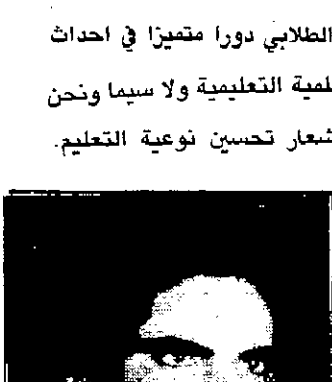 الطلابي دورا متميزا في احداث
لمية التعليمية ولا سيما ونحن
شعار تحسين نوعية التعليم.